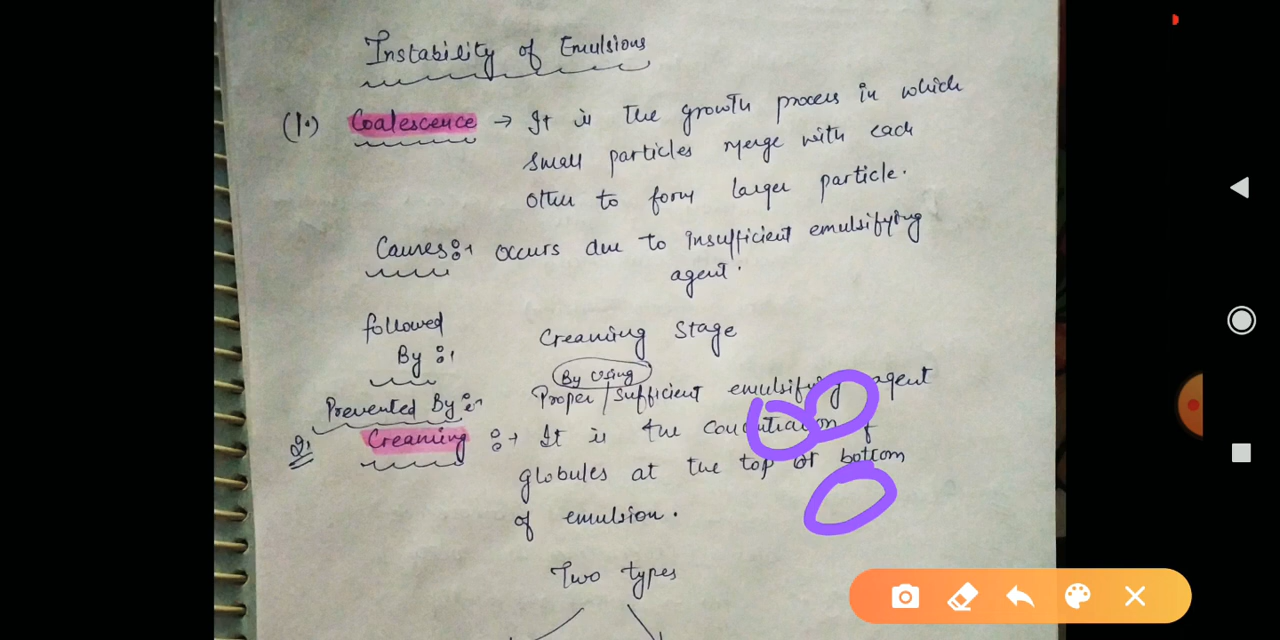 Instability of Emulsions
(1.) Coalescence → It is the growth process in which
small particles merge with each
other to form larger particle.
Causes:→ occurs due to insufficient emulsifying
agent.
followed
By:→ Creaming Stage
By Using
Prevented By:→ Proper/Sufficient emulsifying agent
2. Creaming :→ It is the concentration of
globules at the top or bottom
of emulsion.
Two types